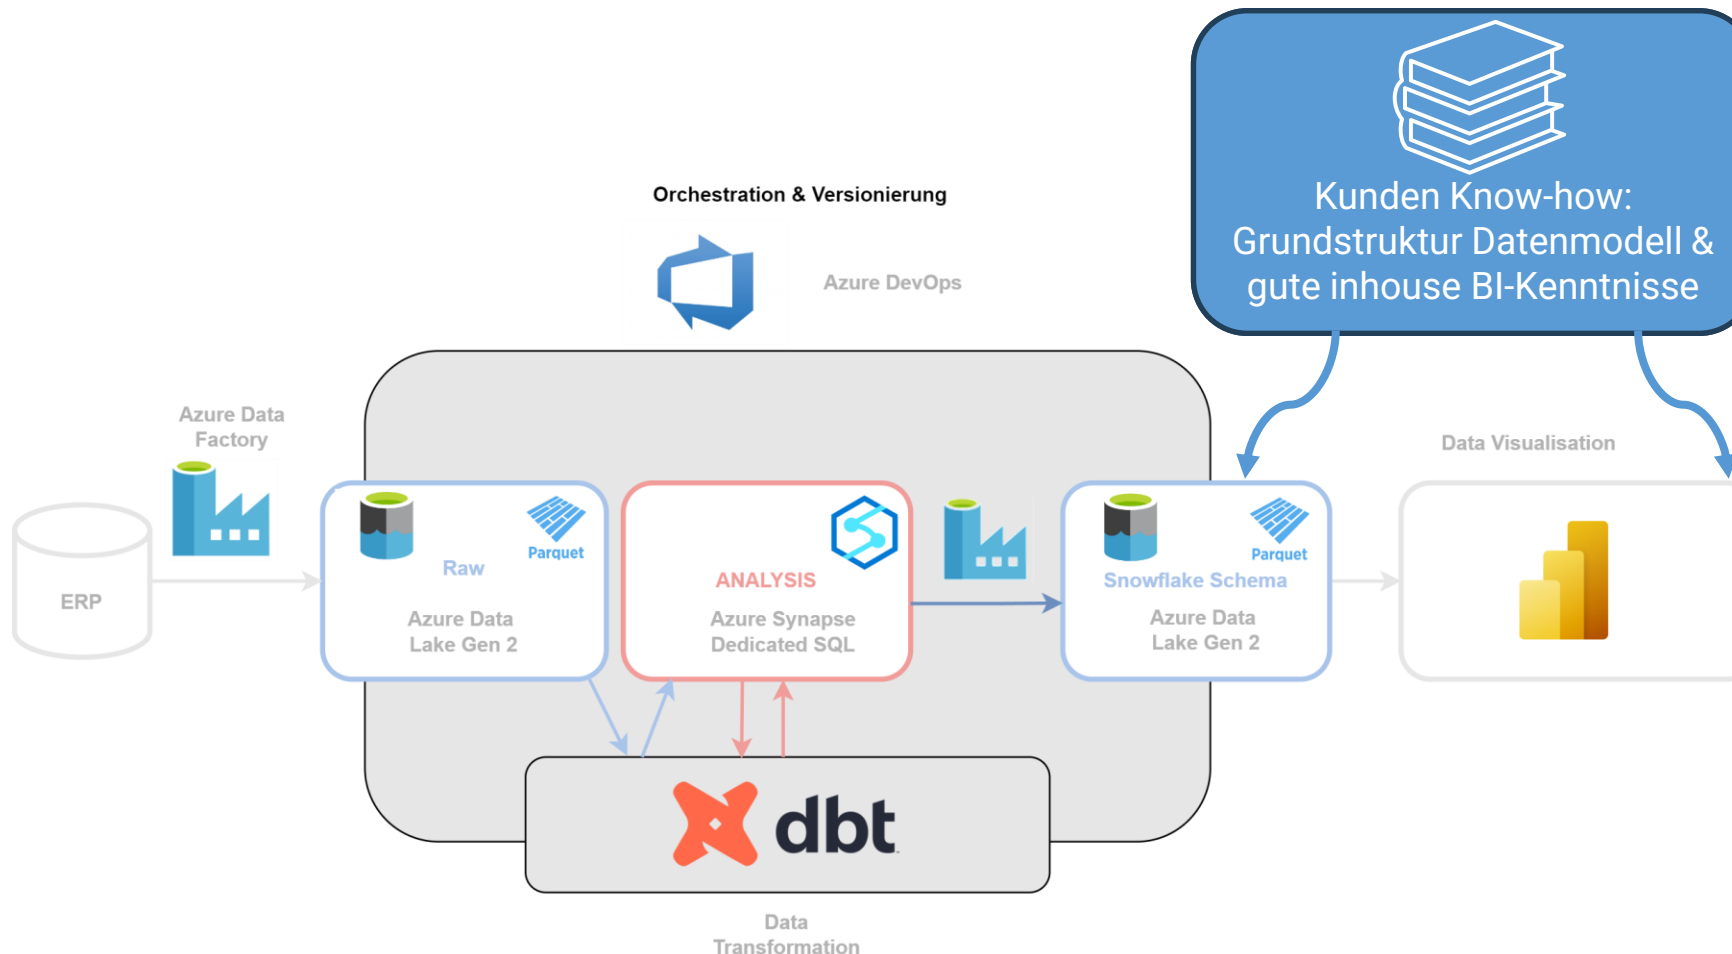 Kunden Know-how:
Grundstruktur Datenmodell &
gute inhouse BI-Kenntnisse
Orchestration & Versionierung
Azure DevOps
Azure Data
Factory
Data Visualisation
ERP
Parquet
Raw
Azure Data
Lake Gen 2
ANALYSIS
Azure Synapse
Dedicated SQL
Parquet
Snowflake Schema
Azure Data
Lake Gen 2
dbt
Data
Transformation